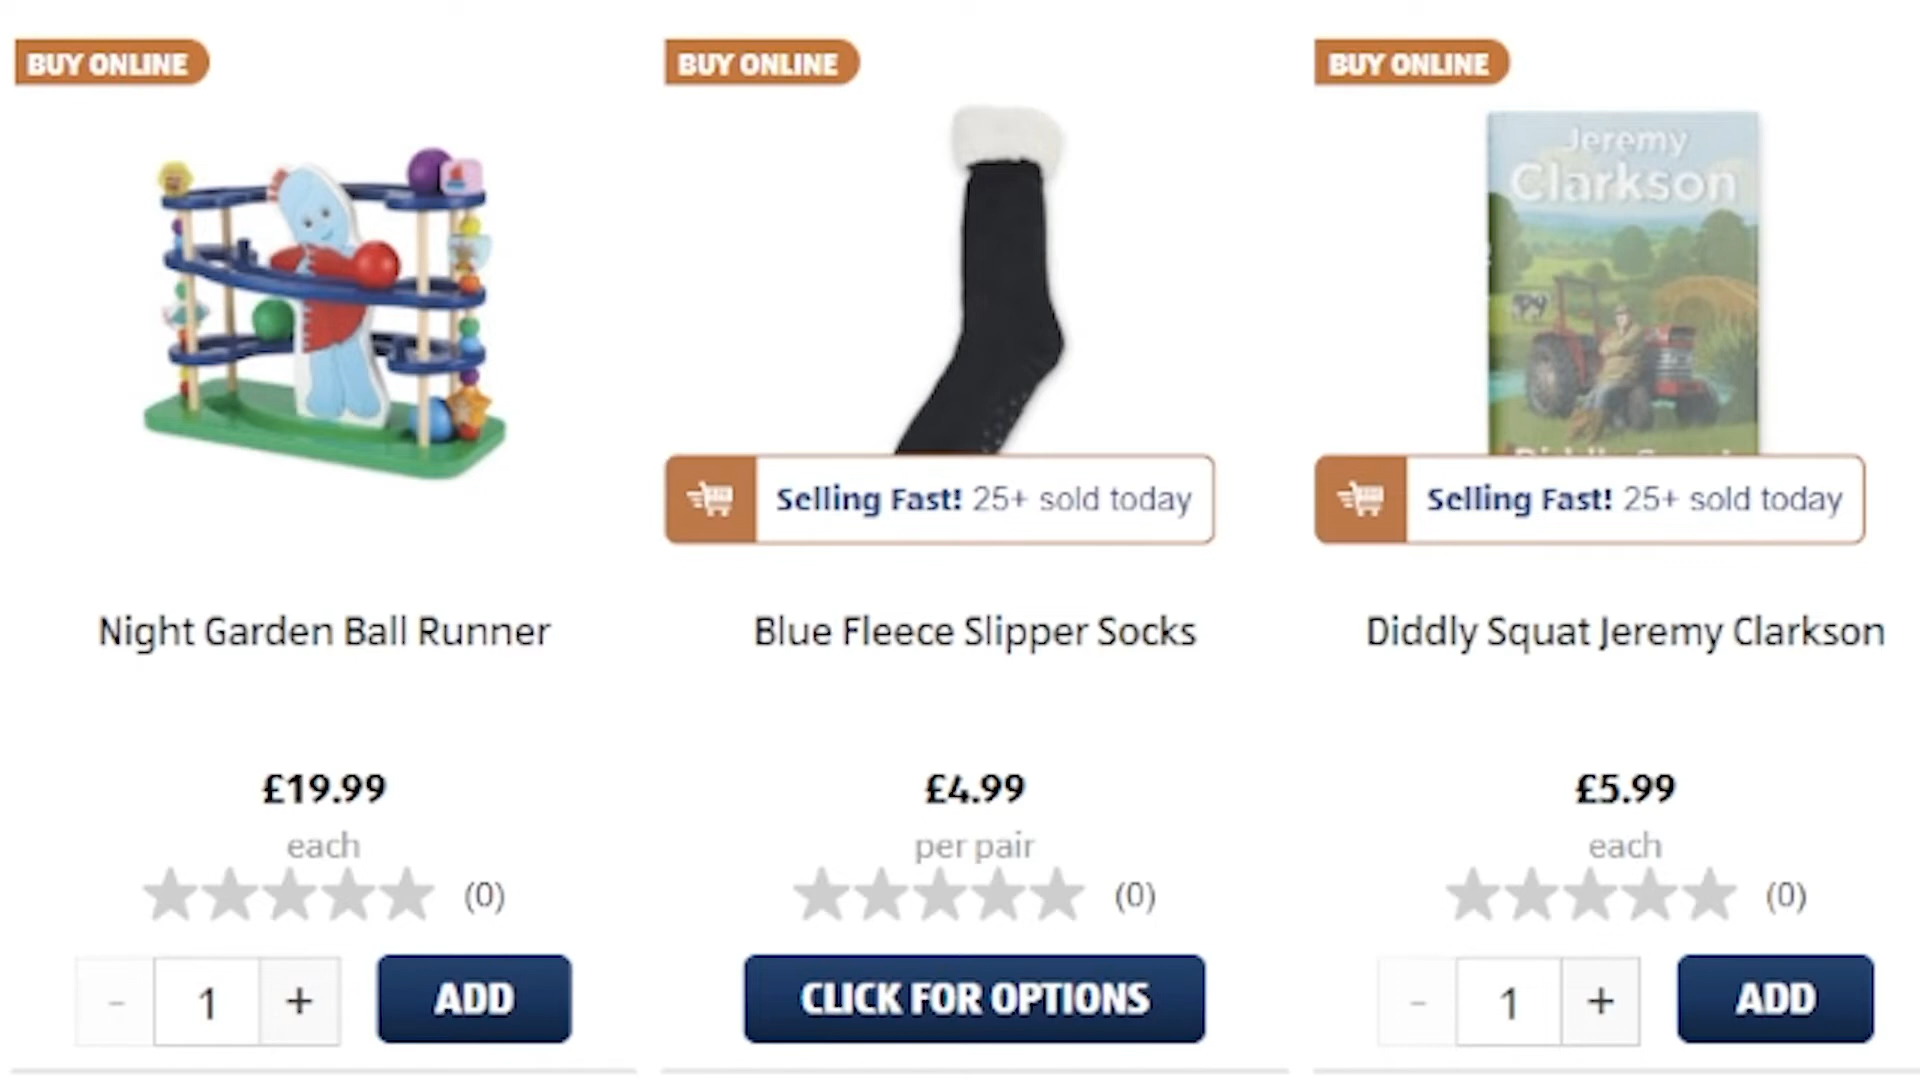 BUY ONLINE
BUY ONLINE
BUY ONLINE
Jeremy
Clarkson
Selling Fast! 25+ sold today
Selling Fast! 25+ sold today
Night Garden Ball Runner
Blue Fleece Slipper Socks
Diddly Squat Jeremy Clarkson
£19.99
£4.99
£5.99
each
per pair
each
(0)
(0)
(0)
- 1 + ADD
CLICK FOR OPTIONS
- 1 + ADD